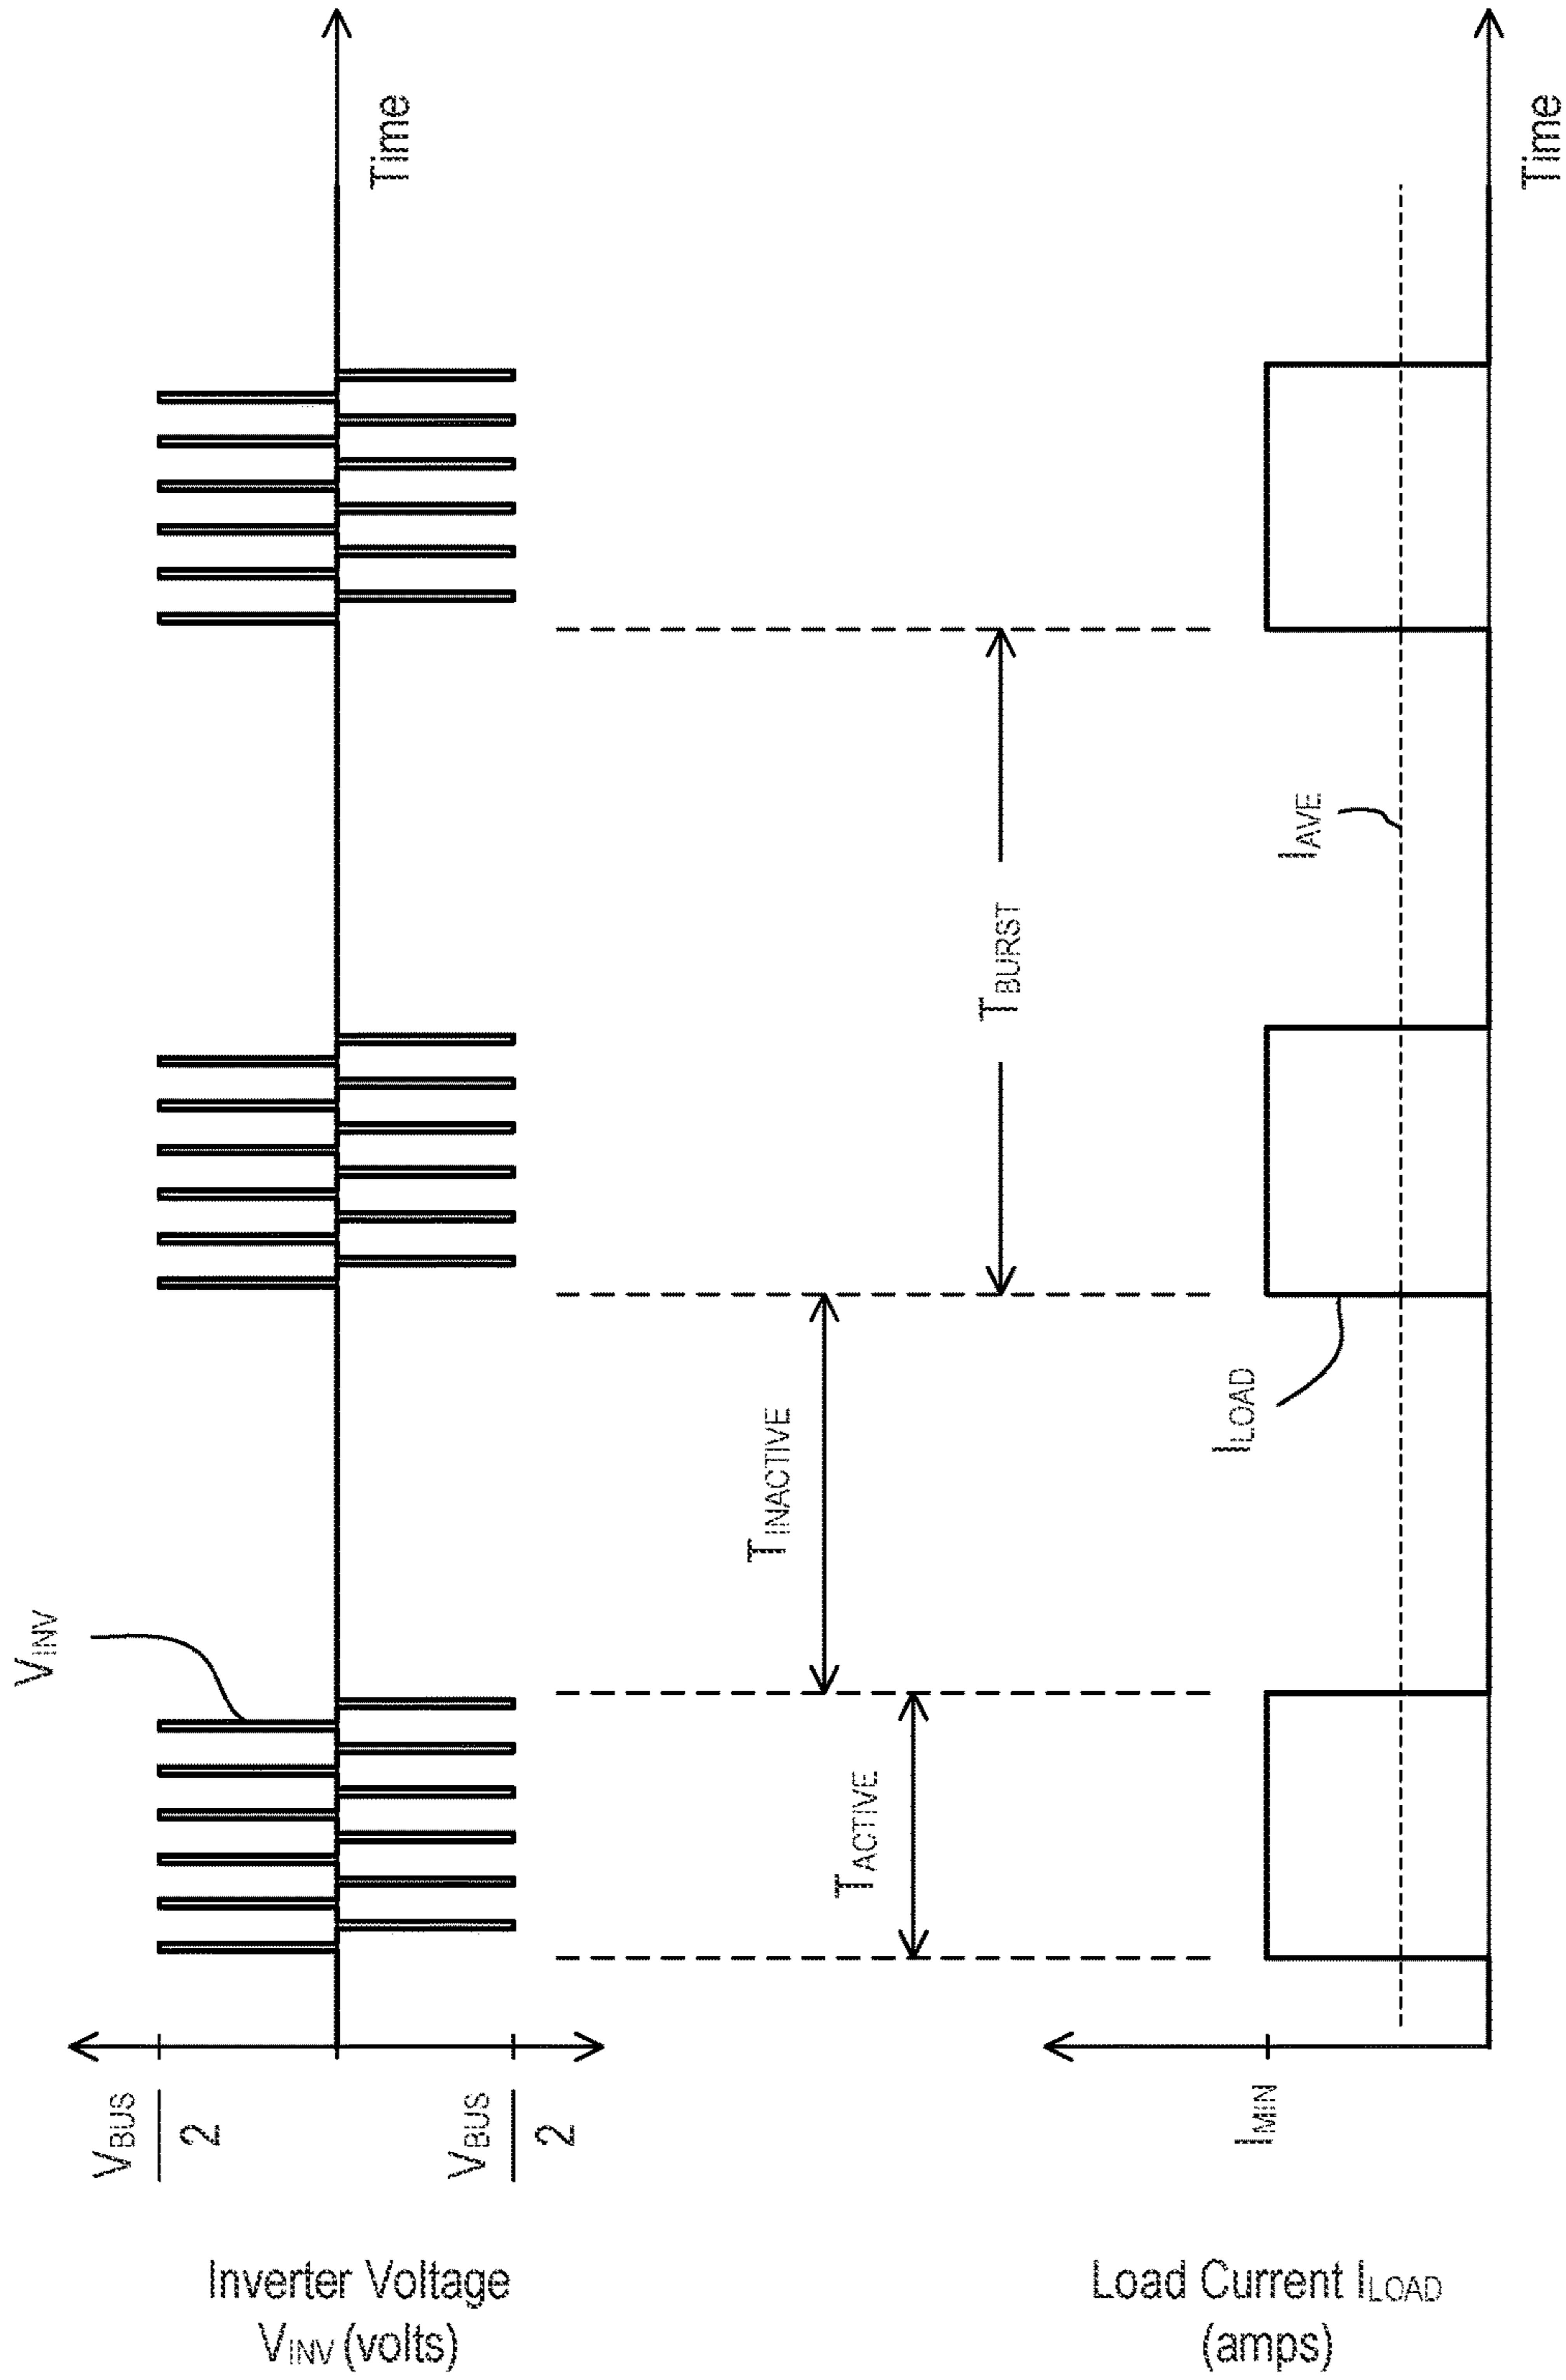 VINV
VBUS
2
VBUS
2
Inverter Voltage
VINV (volts)
Time
TACTIVE
TINACTIVE
TBURST
IMIN
Load Current ILOAD
(amps)
ILOAD
IAVE
Time